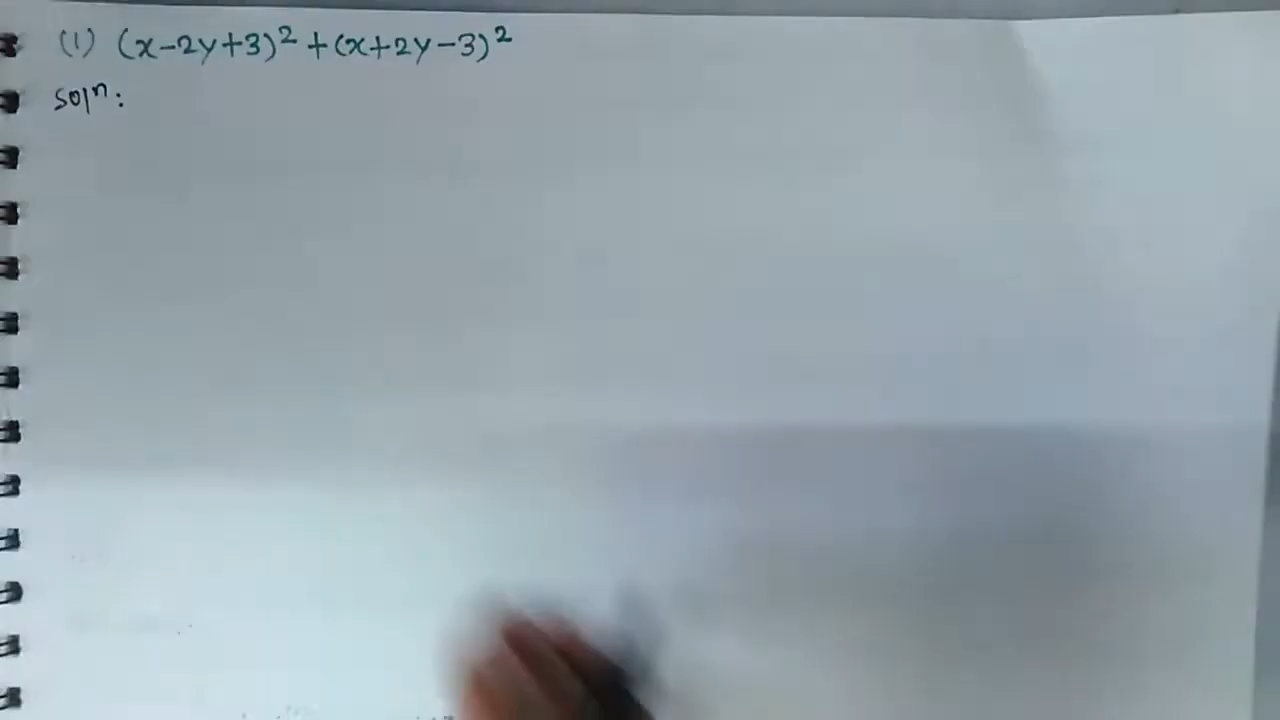 (1) (x-2y+3)² + (x+2y-3)²
Solⁿ: